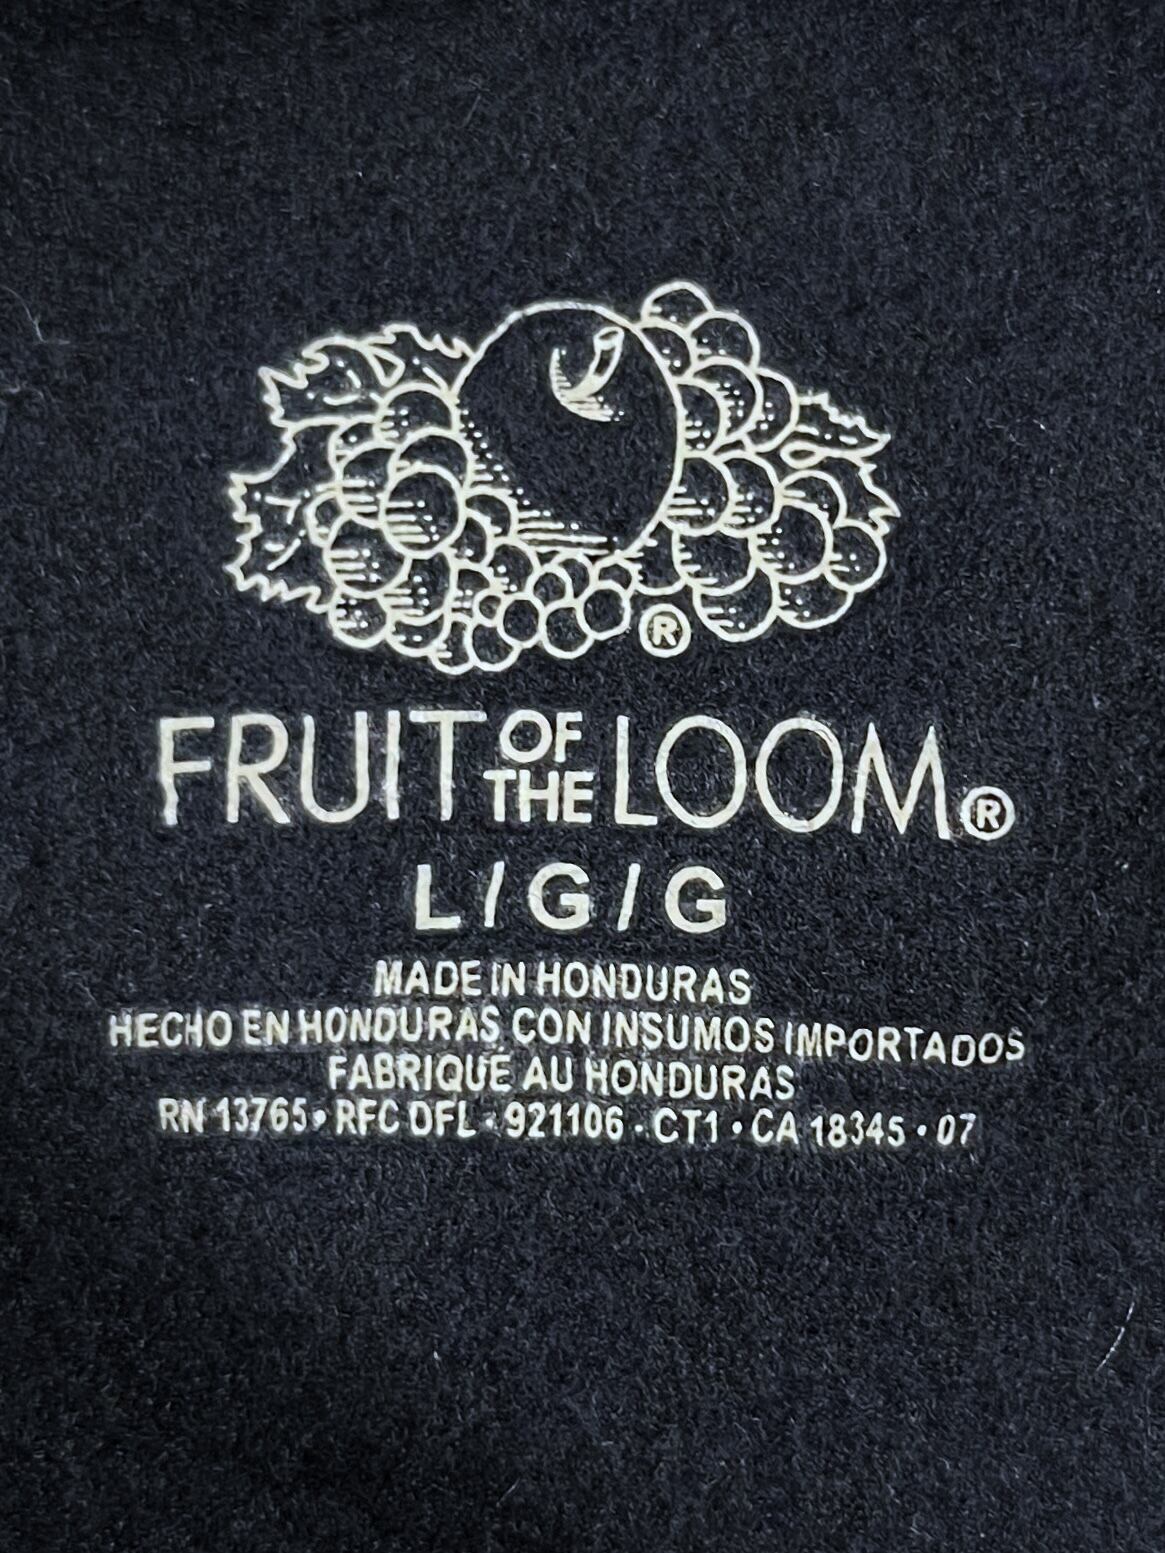 ®
FRUIT OF THE LOOM®
L/G/G
MADE IN HONDURAS
HECHO EN HONDURAS CON INSUMOS IMPORTADOS
FABRIQUE AU HONDURAS
RN 13765 • RFC DFL • 921106 • CT1 • CA 18345 • 07